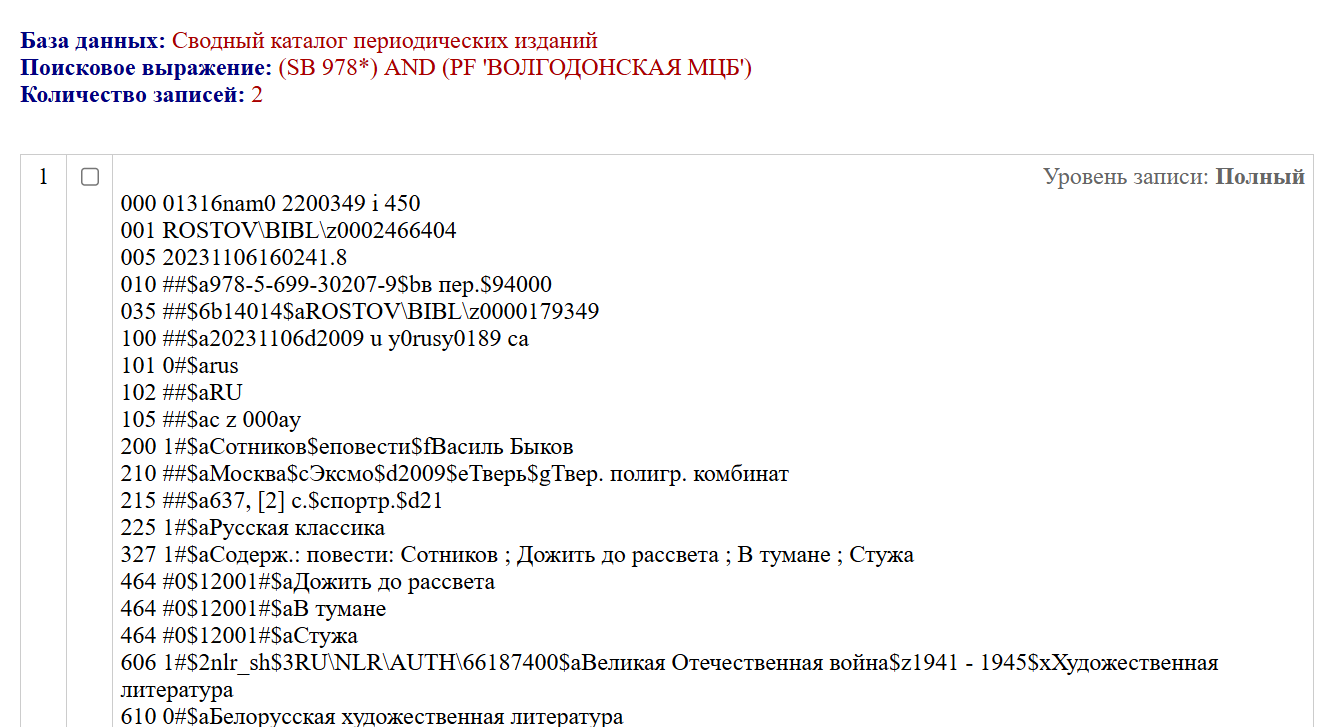 База данных: Сводный каталог периодических изданий
Поисковое выражение: (SB 978*) AND (PF 'ВОЛГОДОНСКАЯ МЦБ')
Количество записей: 2
1
Уровень записи: Полный
000 01316nam0 2200349 i 450
001 ROSTOV\BIBL\z0002466404
005 20231106160241.8
010 ##$a978-5-699-30207-9$bв пер.$94000
035 ##$6b14014$aROSTOV\BIBL\z0000179349
100 ##$a20231106d2009 u y0rusy0189 ca
101 0#$arus
102 ##$aRU
105 ##$ac z 000ay
200 1#$aСотников$eповести$fВасиль Быков
210 ##$aМосква$cЭксмо$d2009$eТверь$gТвер. полигр. комбинат
215 ##$a637, [2] с.$cпортр.$d21
225 1#$aРусская классика
327 1#$aСодерж.: повести: Сотников ; Дожить до рассвета ; В тумане ; Стужа
464 #0$12001#$aДожить до рассвета
464 #0$12001#$aВ тумане
464 #0$12001#$aСтужа
606 1#$2nlr_sh$3RU\NLR\AUTH\66187400$aВеликая Отечественная война$z1941 - 1945$xХудожественная
литература
610 0#$aБелорусская художественная литература